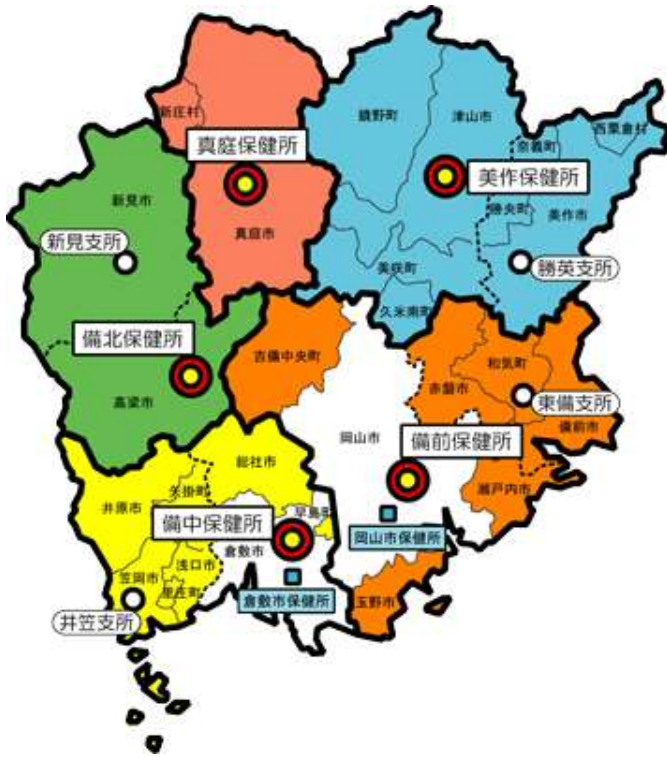 新庄村
真庭保健所
真庭市
鏡野町
津山市
奈義町
西粟倉村
美作保健所
勝央町
美作市
勝英支所
美咲町
久米南町
新見市
新見支所
備北保健所
高梁市
吉備中央町
和気町
赤磐市
東備支所
備前市
岡山市
備前保健所
瀬戸内市
岡山市保健所
玉野市
総社市
矢掛町
井原市
早島町
備中保健所
倉敷市
浅口市
笠岡市
里庄町
倉敷市保健所
井笠支所